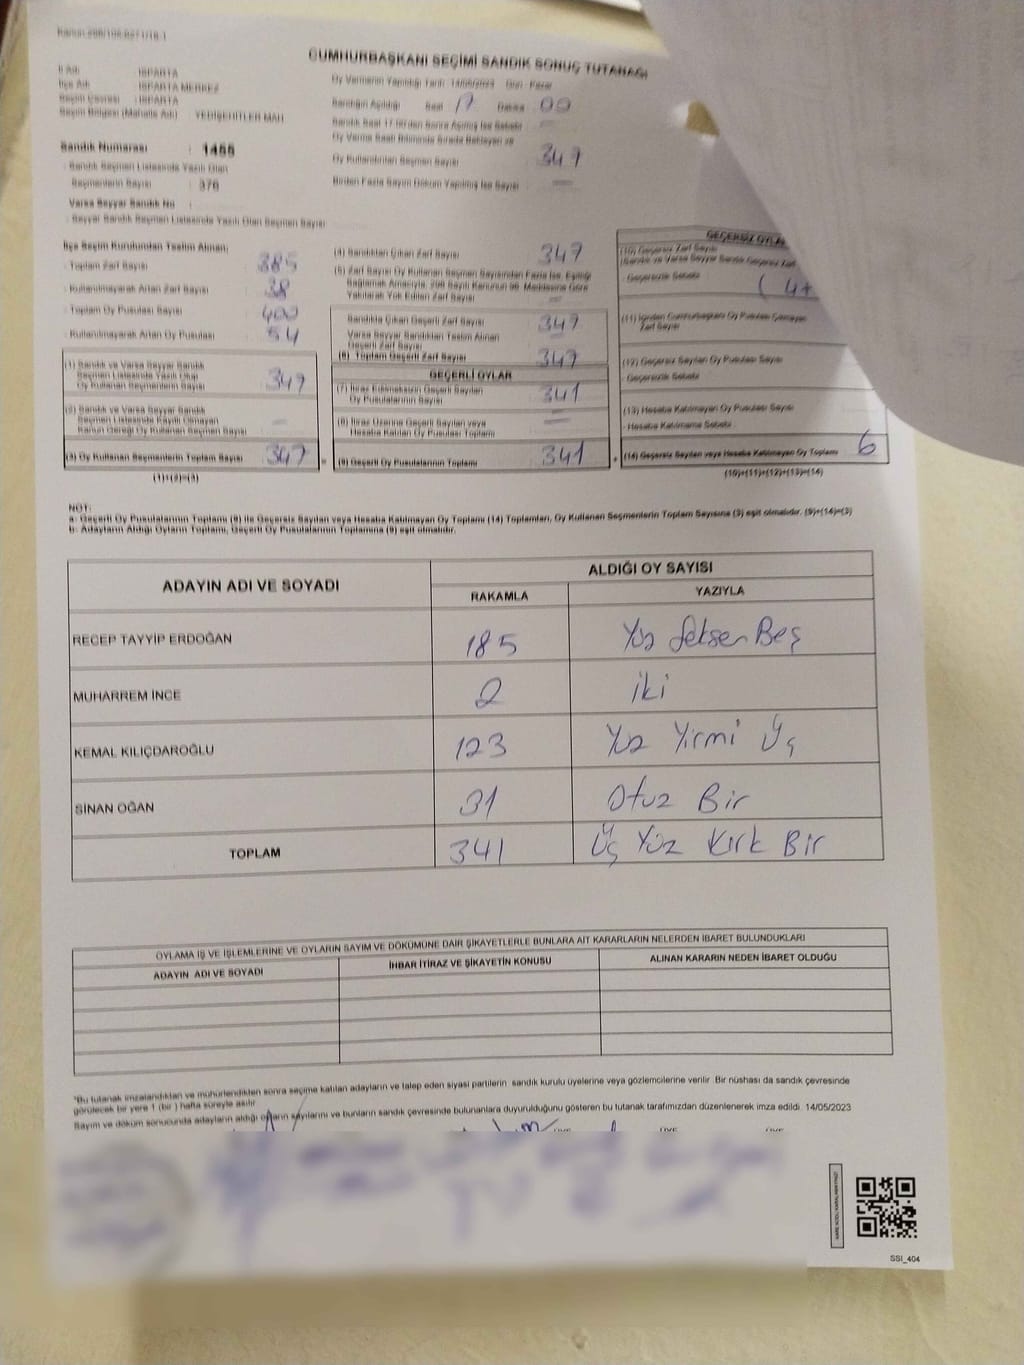 CUMHURBAŞKANI SEÇİMİ SANDIK SONUÇ TUTANAĞI
İl Adı : ISPARTA
İlçe Adı : ISPARTA MERKEZ
Seçim Çevresi : ISPARTA
Seçim Bölgesi (Mahalle Adı) YEDİŞEHİTLER MAH
Oy Vermenin Yapıldığı Tarih: 14/05/2023 Gün: Pazar
Sandığın Açıldığı Saat 17 Dakika 00
Sandık Saat 17:00'den Sonra Açılmış İse Sebebi
Oy Verme Saati Bitiminde Sırada Bekleyen ve
Oy Kullandırılan Seçmen Sayısı 347
Birden Fazla Sayım Döküm Yapılmış İse Sayısı —
Sandık Numarası : 1455
- Sandık Seçmen Listesinde Yazılı Olan
Seçmenlerin Sayısı : 376
Varsa Seyyar Sandık No :
- Seyyar Sandık Seçmen Listesinde Yazılı Olan Seçmen Sayısı
İlçe Seçim Kurulundan Teslim Alınan;
- Toplam Zarf Sayısı 385
- Kullanılmayarak Artan Zarf Sayısı 38
- Toplam Oy Pusulası Sayısı 400
- Kullanılmayarak Artan Oy Pusulası 54
(1) Sandık ve Varsa Seyyar Sandık
Seçmen Listesinde Yazılı Olup
Oy Kullanan Seçmenlerin Sayısı 347
(2) Sandık ve Varsa Seyyar Sandık
Seçmen Listesinde Kayıtlı Olmayan
Kanun Gereği Oy Kullanan Seçmen Sayısı —
(3) Oy Kullanan Seçmenlerin Toplam Sayısı 347
(1)+(2)=(3)
(4) Sandıktan Çıkan Zarf Sayısı 347
(5) Zarf Sayısı Oy Kullanan Seçmen Sayısından Fazla İse, Eşitliği
Sağlamak Amacıyla, 298 Sayılı Kanunun 98. Maddesine Göre
Yakılarak Yok Edilen Zarf Sayısı —
Sandıkta Çıkan Geçerli Zarf Sayısı 347
Varsa Seyyar Sandıktan Teslim Alınan
Geçerli Zarf Sayısı —
(6) Toplam Geçerli Zarf Sayısı 347
GEÇERLİ OYLAR
(7) İtiraz Edilmeksizin Geçerli Sayılan
Oy Pusulalarının Sayısı 341
(8) İtiraz Üzerine Geçerli Sayılan veya
Hesaba Katılan Oy Pusulası Toplamı —
(9) Geçerli Oy Pusulalarının Toplamı 341
GEÇERSİZ OYLAR
(10) Geçersiz Zarf Sayısı
(Sandık ve Varsa Seyyar Sandık Geçersiz Zarf
- Geçersizlik Sebebi ( 4+
(11) İçinden Cumhurbaşkanı Oy Pusulası Çıkmayan
Zarf Sayısı
(12) Geçersiz Sayılan Oy Pusulası Sayısı
- Geçersizlik Sebebi
(13) Hesaba Katılmayan Oy Pusulası Sayısı
- Hesaba Katılmama Sebebi
(14) Geçersiz Sayılan veya Hesaba Katılmayan Oy Toplamı 6
(10)+(11)+(12)+(13)=(14)
NOT:
a- Geçerli Oy Pusulalarının Toplamı (9) ile Geçersiz Sayılan veya Hesaba Katılmayan Oy Toplamı (14) Toplamları, Oy Kullanan Seçmenlerin Toplam Sayısına (3) eşit olmalıdır. (9)+(14)=(3)
b- Adayların Aldığı Oyların Toplamı, Geçerli Oy Pusulalarının Toplamına (9) eşit olmalıdır.
ADAYIN ADI VE SOYADI
ALDIĞI OY SAYISI
RAKAMLA YAZIYLA
RECEP TAYYİP ERDOĞAN 185 Yüz Seksen Beş
MUHARREM İNCE 2 iki
KEMAL KILIÇDAROĞLU 123 Yüz Yirmi Üç
SİNAN OĞAN 31 Otuz Bir
TOPLAM 341 Üç Yüz Kırk Bir
OYLAMA İŞ VE İŞLEMLERİNE VE OYLARIN SAYIM VE DÖKÜMÜNE DAİR ŞİKAYETLERLE BUNLARA AİT KARARLARIN NELERDEN İBARET BULUNDUKLARI
ADAYIN ADI VE SOYADI İHBAR İTİRAZ VE ŞİKAYETİN KONUSU ALINAN KARARIN NEDEN İBARET OLDUĞU
*Bu tutanak imzalandıktan ve mühürlendikten sonra seçime katılan adayların ve talep eden siyasi partilerin sandık kurulu üyelerine veya gözlemcilerine verilir. Bir nüshası da sandık çevresinde
görülecek bir yere 1 (bir ) hafta süreyle asılır.
Sayım ve döküm sonucunda adayların aldığı oyların sayılarını ve bunların sandık çevresinde bulunanlara duyurulduğunu gösteren bu tutanak tarafımızdan düzenlenerek imza edildi. 14/05/2023
SSI_404